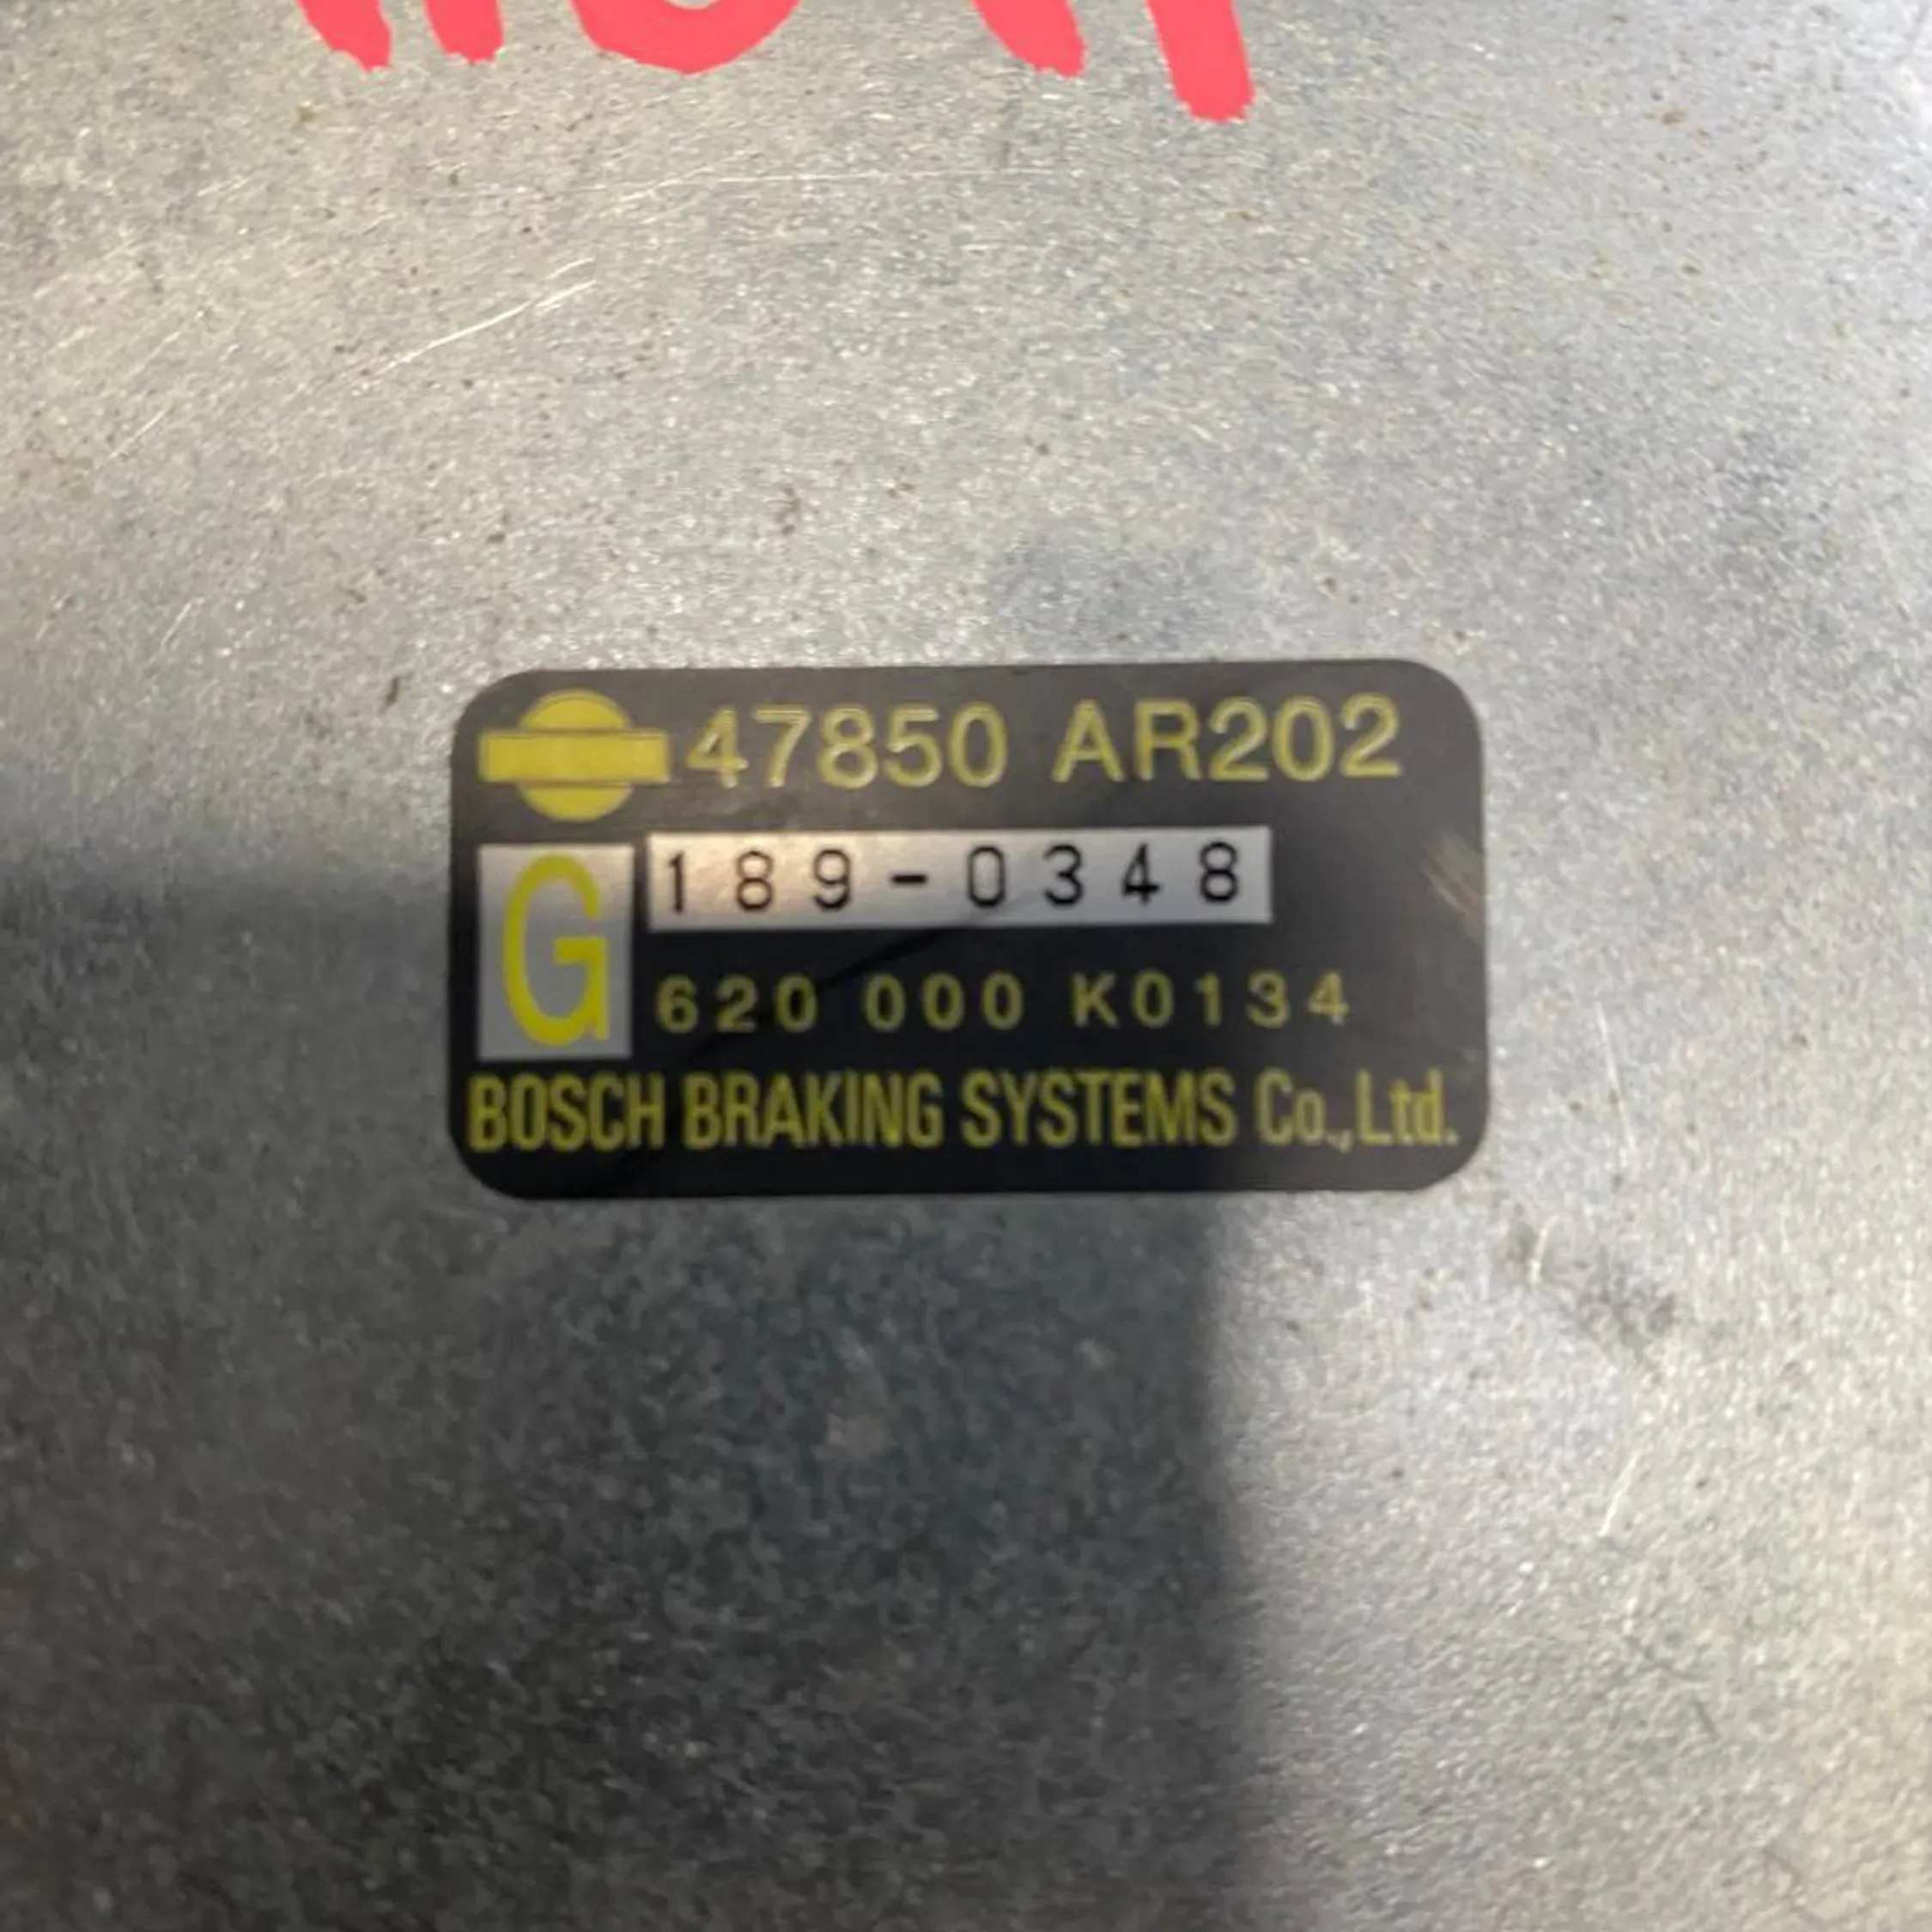 47850 AR202
189-0348
G
620 000 K0134
BOSCH BRAKING SYSTEMS Co.,Ltd.